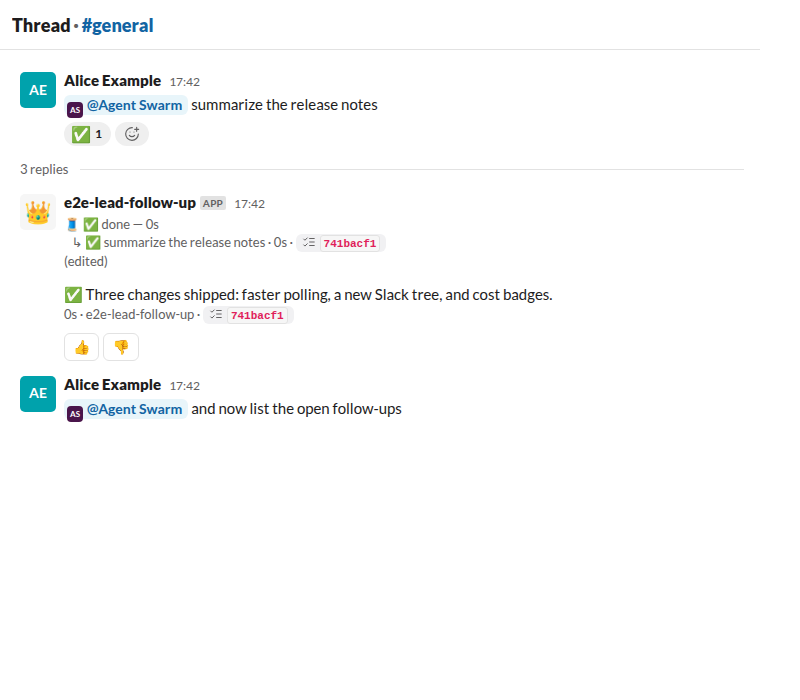 Thread · #general
AE
Alice Example 17:42
AS @Agent Swarm summarize the release notes
✅ 1
3 replies
e2e-lead-follow-up APP 17:42
🧵 ✅ done — 0s
↳ ✅ summarize the release notes · 0s · 741bacf1
(edited)
✅ Three changes shipped: faster polling, a new Slack tree, and cost badges.
0s · e2e-lead-follow-up · 741bacf1
👍 👎
AE
Alice Example 17:42
AS @Agent Swarm and now list the open follow-ups